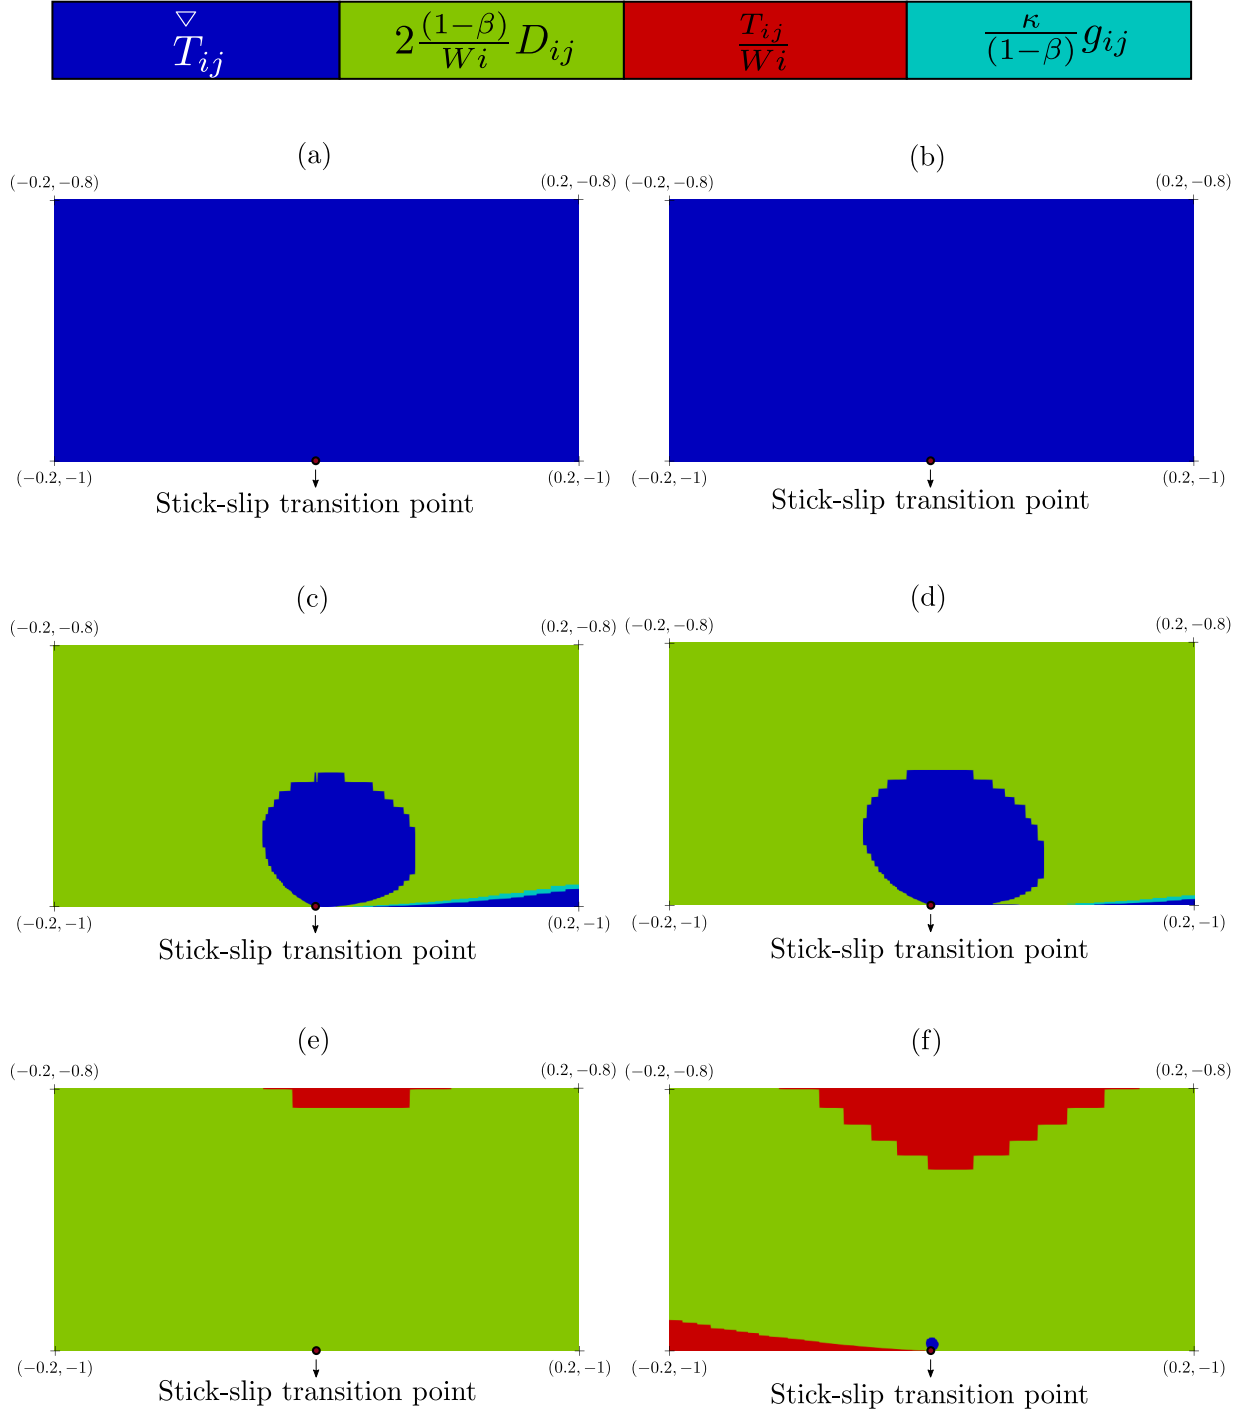 ▽T_{ij} 2\frac{(1−β)}{Wi}D_{ij} \frac{T_{ij}}{Wi} \frac{κ}{(1−β)}g_{ij}
(a) (b)
(−0.2, −0.8) (0.2, −0.8) (−0.2, −0.8) (0.2, −0.8)
(−0.2, −1) (0.2, −1) (−0.2, −1) (0.2, −1)
Stick-slip transition point Stick-slip transition point
(c) (d)
(−0.2, −0.8) (0.2, −0.8) (−0.2, −0.8) (0.2, −0.8)
(−0.2, −1) (0.2, −1) (−0.2, −1) (0.2, −1)
Stick-slip transition point Stick-slip transition point
(e) (f)
(−0.2, −0.8) (0.2, −0.8) (−0.2, −0.8) (0.2, −0.8)
(−0.2, −1) (0.2, −1) (−0.2, −1) (0.2, −1)
Stick-slip transition point Stick-slip transition point